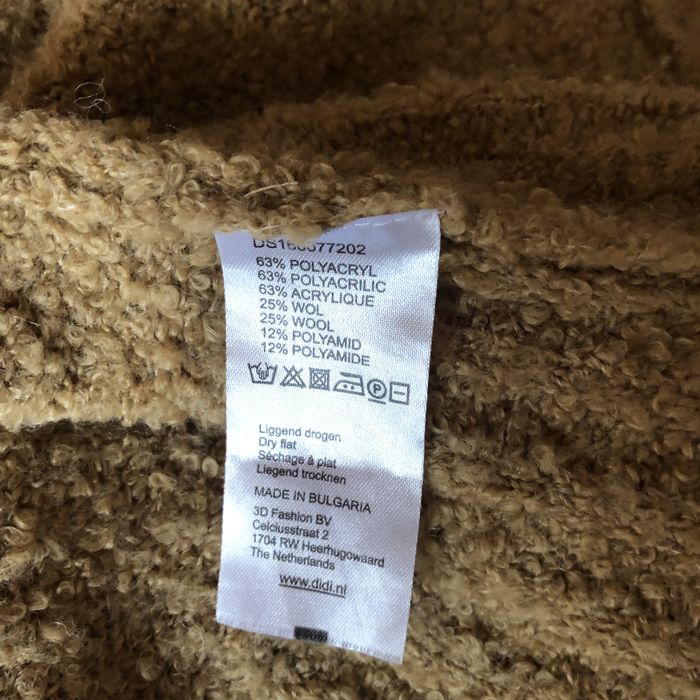 63% POLYACRYL
63% POLYACRILIC
63% ACRYLIQUE
25% WOL
25% WOOL
12% POLYAMID
12% POLYAMIDE
P
Liggend drogen
Dry flat
Séchage à plat
Liegend trocknen
MADE IN BULGARIA
3D Fashion BV
Celciusstraat 2
1704 RW Heerhugowaard
The Netherlands
www.didi.nl